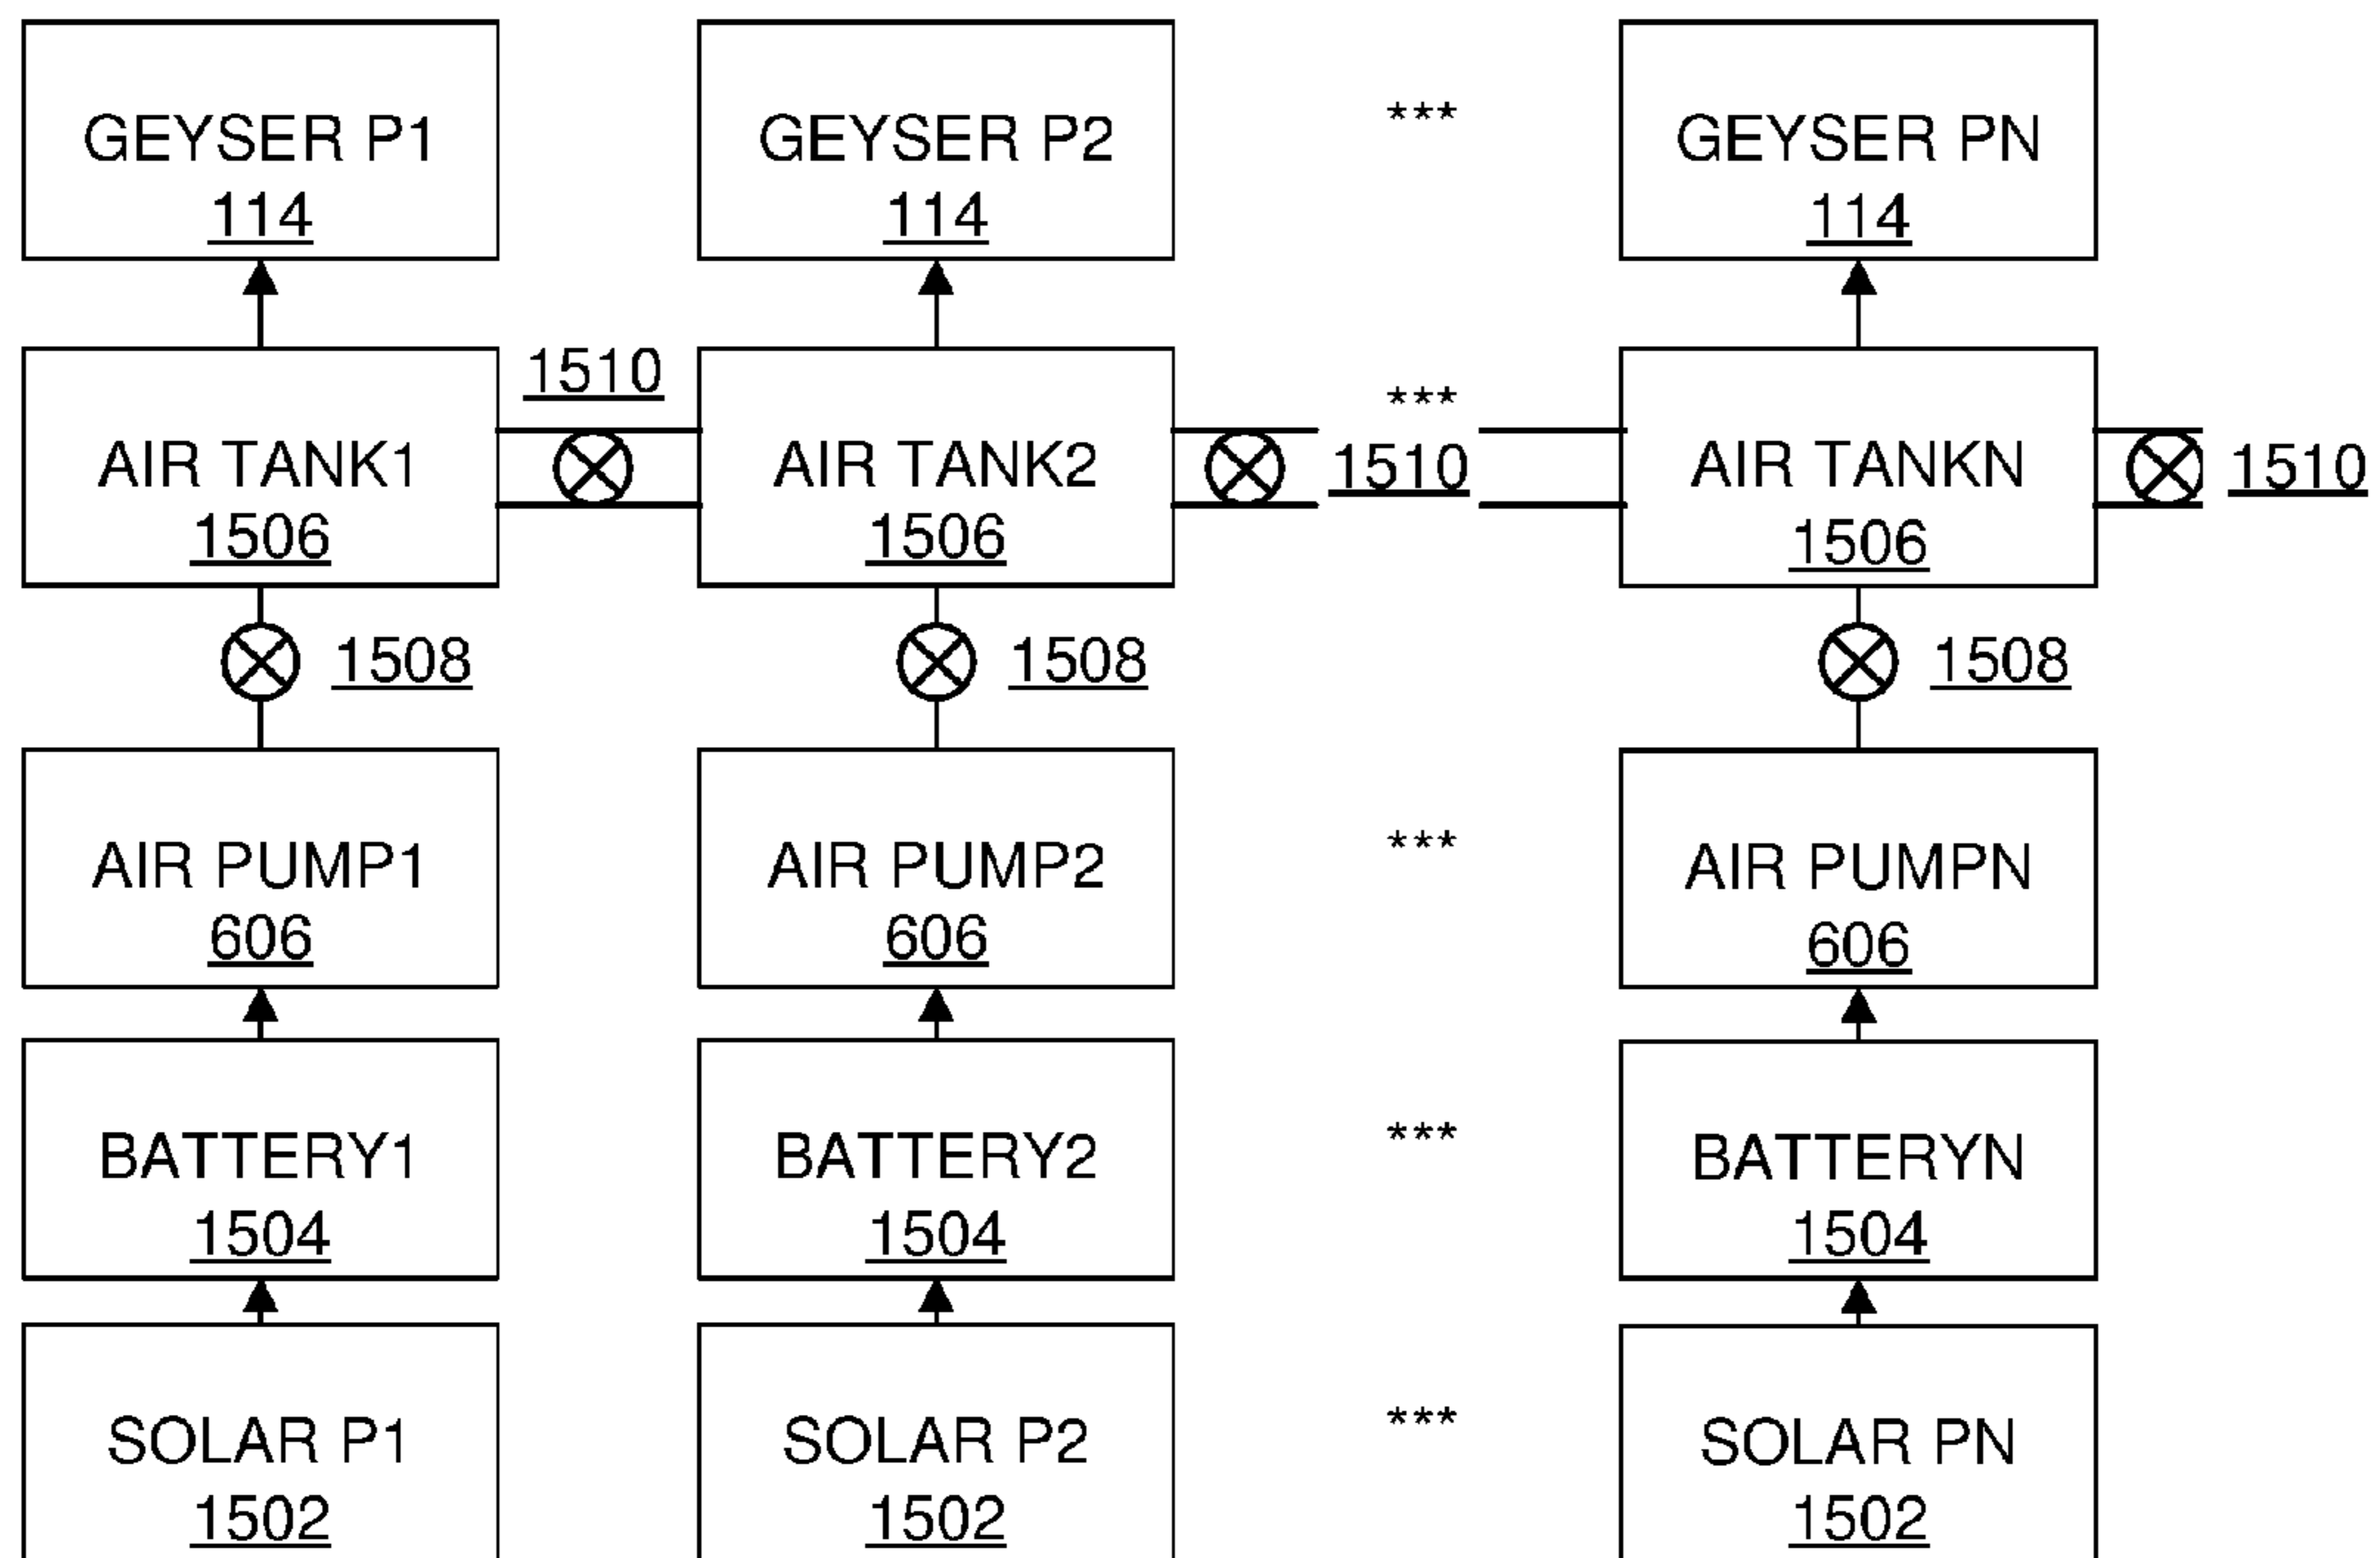 GEYSER P1
114
GEYSER P2
114
***
GEYSER PN
114
AIR TANK1
1506
1510
AIR TANK2
1506
***
1510
AIR TANKN
1506
1510
1508
1508
1508
AIR PUMP1
606
AIR PUMP2
606
***
AIR PUMPN
606
BATTERY1
1504
BATTERY2
1504
***
BATTERYN
1504
SOLAR P1
1502
SOLAR P2
1502
***
SOLAR PN
1502